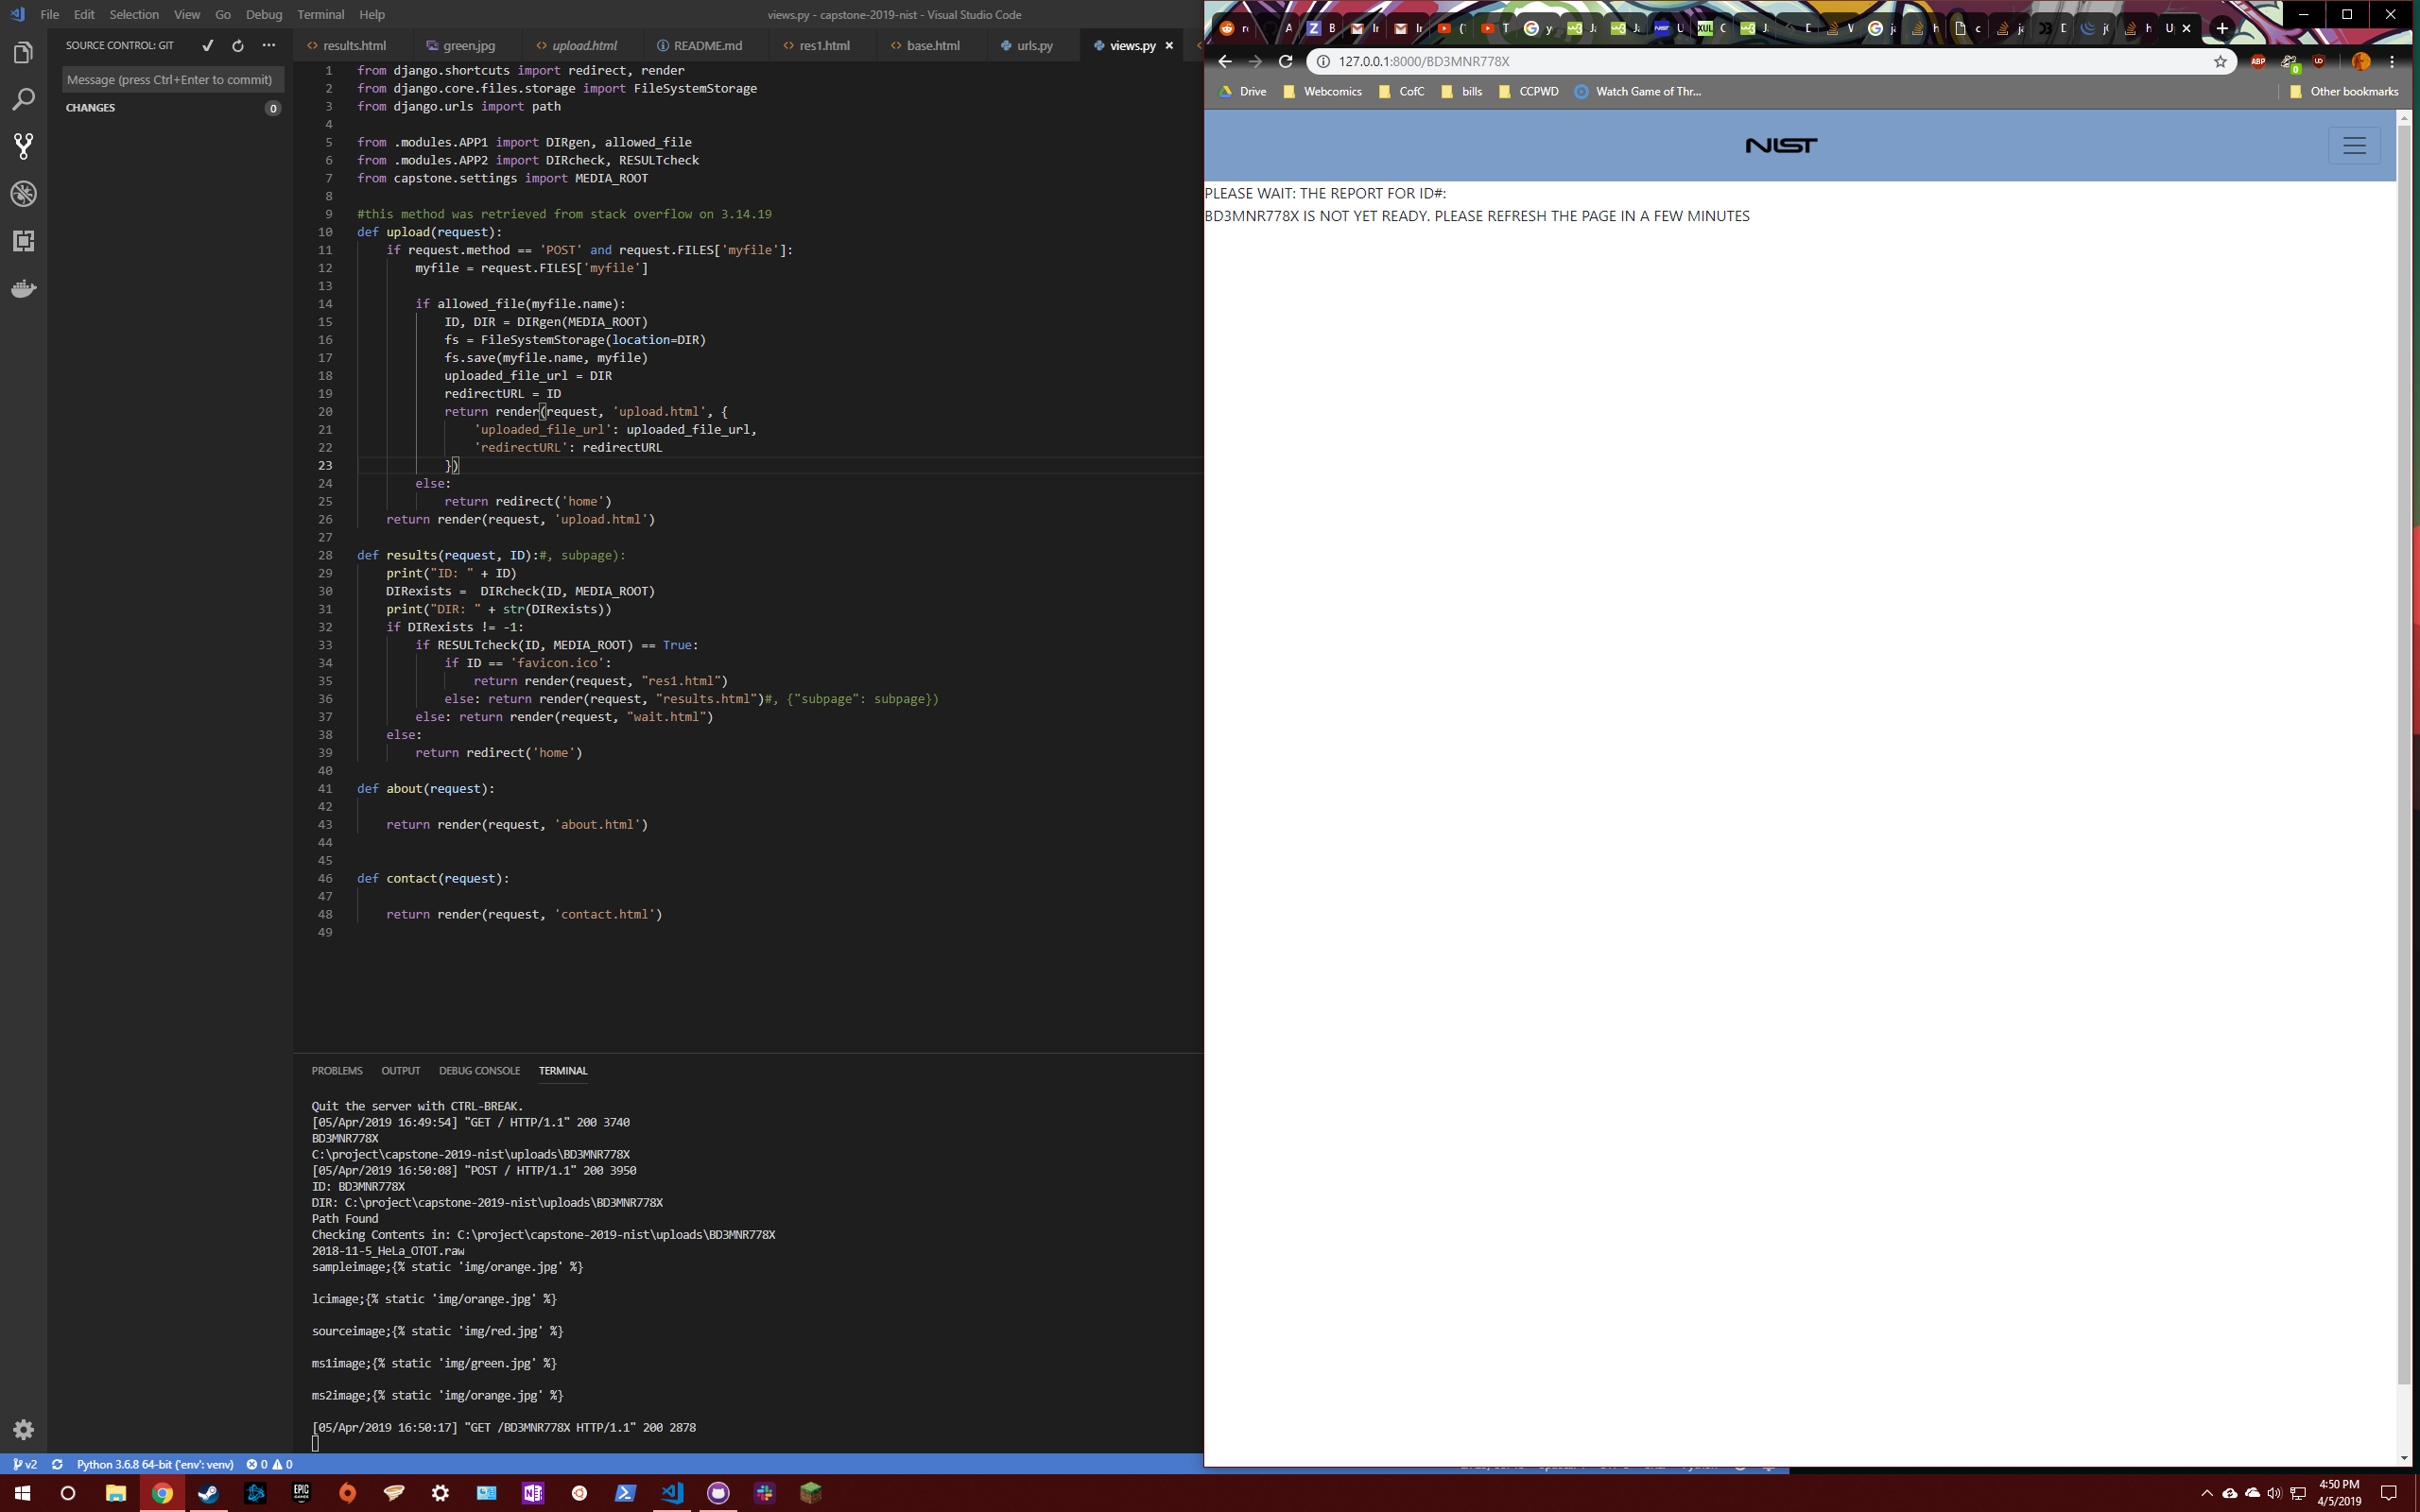 File Edit Selection View Go Debug Terminal Help
views.py - capstone-2019-nist - Visual Studio Code
SOURCE CONTROL: GIT
Message (press Ctrl+Enter to commit)
CHANGES 0
results.html green.jpg upload.html README.md res1.html base.html urls.py views.py
1 from django.shortcuts import redirect, render
2 from django.core.files.storage import FileSystemStorage
3 from django.urls import path
4
5 from .modules.APP1 import DIRgen, allowed_file
6 from .modules.APP2 import DIRcheck, RESULTcheck
7 from capstone.settings import MEDIA_ROOT
8
9 #this method was retrieved from stack overflow on 3.14.19
10 def upload(request):
11 if request.method == 'POST' and request.FILES['myfile']:
12 myfile = request.FILES['myfile']
13
14 if allowed_file(myfile.name):
15 ID, DIR = DIRgen(MEDIA_ROOT)
16 fs = FileSystemStorage(location=DIR)
17 fs.save(myfile.name, myfile)
18 uploaded_file_url = DIR
19 redirectURL = ID
20 return render(request, 'upload.html', {
21 'uploaded_file_url': uploaded_file_url,
22 'redirectURL': redirectURL
23 })
24 else:
25 return redirect('home')
26 return render(request, 'upload.html')
27
28 def results(request, ID):#, subpage):
29 print("ID: " + ID)
30 DIRexists =  DIRcheck(ID, MEDIA_ROOT)
31 print("DIR: " + str(DIRexists))
32 if DIRexists != -1:
33 if RESULTcheck(ID, MEDIA_ROOT) == True:
34 if ID == 'favicon.ico':
35 return render(request, "res1.html")
36 else: return render(request, "results.html")#, {"subpage": subpage})
37 else: return render(request, "wait.html")
38 else:
39 return redirect('home')
40
41 def about(request):
42
43 return render(request, 'about.html')
44
45
46 def contact(request):
47
48 return render(request, 'contact.html')
49
PROBLEMS OUTPUT DEBUG CONSOLE TERMINAL
Quit the server with CTRL-BREAK.
[05/Apr/2019 16:49:54] "GET / HTTP/1.1" 200 3740
BD3MNR778X
C:\project\capstone-2019-nist\uploads\BD3MNR778X
[05/Apr/2019 16:50:08] "POST / HTTP/1.1" 200 3950
ID: BD3MNR778X
DIR: C:\project\capstone-2019-nist\uploads\BD3MNR778X
Path Found
Checking Contents in: C:\project\capstone-2019-nist\uploads\BD3MNR778X
2018-11-5_HeLa_OTOT.raw
sampleimage;{% static 'img/orange.jpg' %}
lcimage;{% static 'img/orange.jpg' %}
sourceimage;{% static 'img/red.jpg' %}
ms1image;{% static 'img/green.jpg' %}
ms2image;{% static 'img/orange.jpg' %}
[05/Apr/2019 16:50:17] "GET /BD3MNR778X HTTP/1.1" 200 2878
v2 Python 3.6.8 64-bit ('env': venv) 0 0
127.0.0.1:8000/BD3MNR778X
ABP 0 UD
Drive Webcomics CofC bills CCPWD Watch Game of Thr... Other bookmarks
NIST
PLEASE WAIT: THE REPORT FOR ID#:
BD3MNR778X IS NOT YET READY. PLEASE REFRESH THE PAGE IN A FEW MINUTES
EPIC GAMES
4:50 PM
4/5/2019